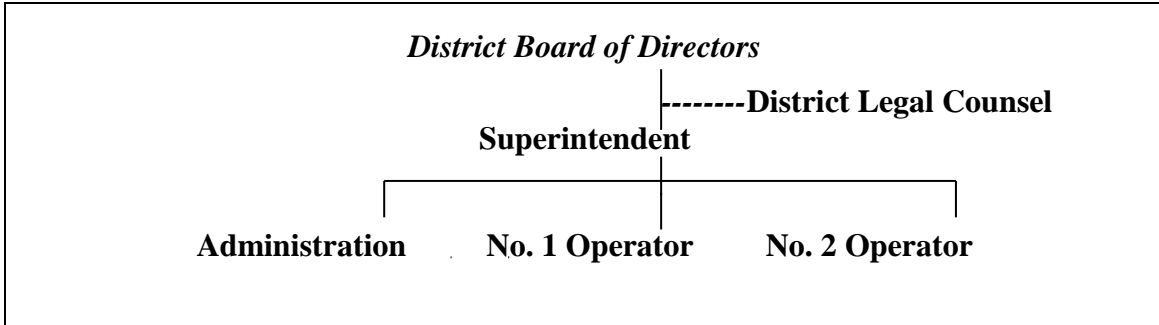 District Board of Directors
--------District Legal Counsel
Superintendent
Administration No. 1 Operator No. 2 Operator